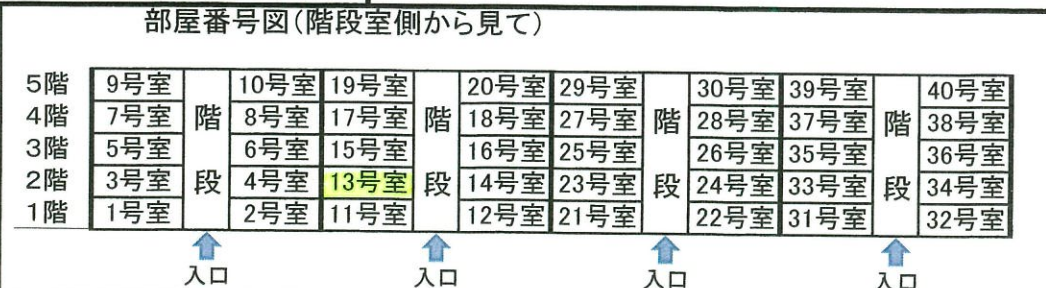 部屋番号図(階段室側から見て)
5階 9号室 10号室 19号室 20号室 29号室 30号室 39号室 40号室
4階 7号室 階 8号室 17号室 階 18号室 27号室 階 28号室 37号室 階 38号室
3階 5号室 6号室 15号室 16号室 25号室 26号室 35号室 36号室
2階 3号室 段 4号室 13号室 段 14号室 23号室 段 24号室 33号室 段 34号室
1階 1号室 2号室 11号室 12号室 21号室 22号室 31号室 32号室
入口 入口 入口 入口